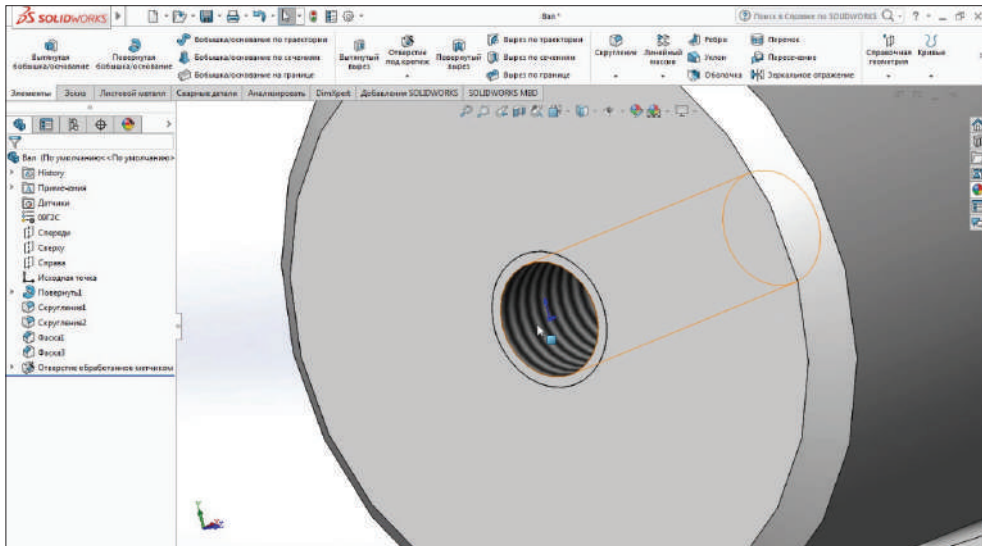 SOLIDWORKS
Вал *
Поиск в Справке по SOLIDWORKS
Вытянутая бобышка/основание
Повернутая бобышка/основание
Бобышка/основание по траектории
Бобышка/основание по сечениям
Бобышка/основание на границе
Вытянутый вырез
Отверстие под крепеж
Повернутый вырез
Вырез по траектории
Вырез по сечениям
Вырез по границе
Скругление
Линейный массив
Ребро
Уклон
Оболочка
Перенос
Пересечение
Зеркальное отражение
Справочная геометрия
Кривые
Элементы
Эскиз
Листовой металл
Сварные детали
Анализировать
DimXpert
Добавления SOLIDWORKS
SOLIDWORKS MBD
Вал (По умолчанию<<По умолчанию>
History
Примечания
Датчики
09Г2С
Спереди
Сверху
Справа
Исходная точка
Повернуть1
Скругление1
Скругление2
Фаска1
Фаска3
Отверстие обработанное метчиком